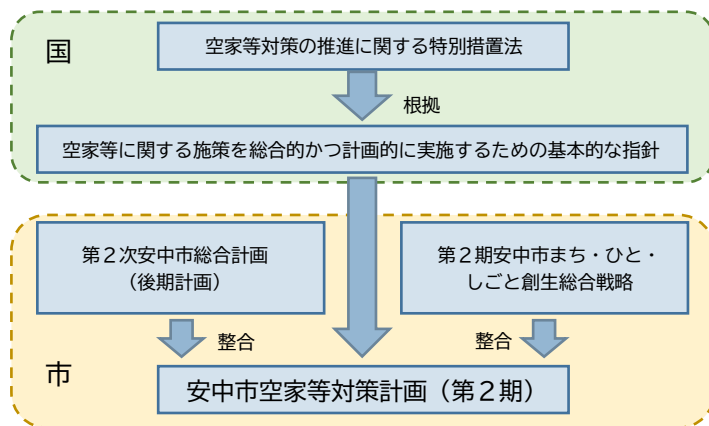 国
空家等対策の推進に関する特別措置法
根拠
空家等に関する施策を総合的かつ計画的に実施するための基本的な指針
第２次安中市総合計画
（後期計画）
第２期安中市まち・ひと・
しごと創生総合戦略
整合
整合
市
安中市空家等対策計画（第２期）